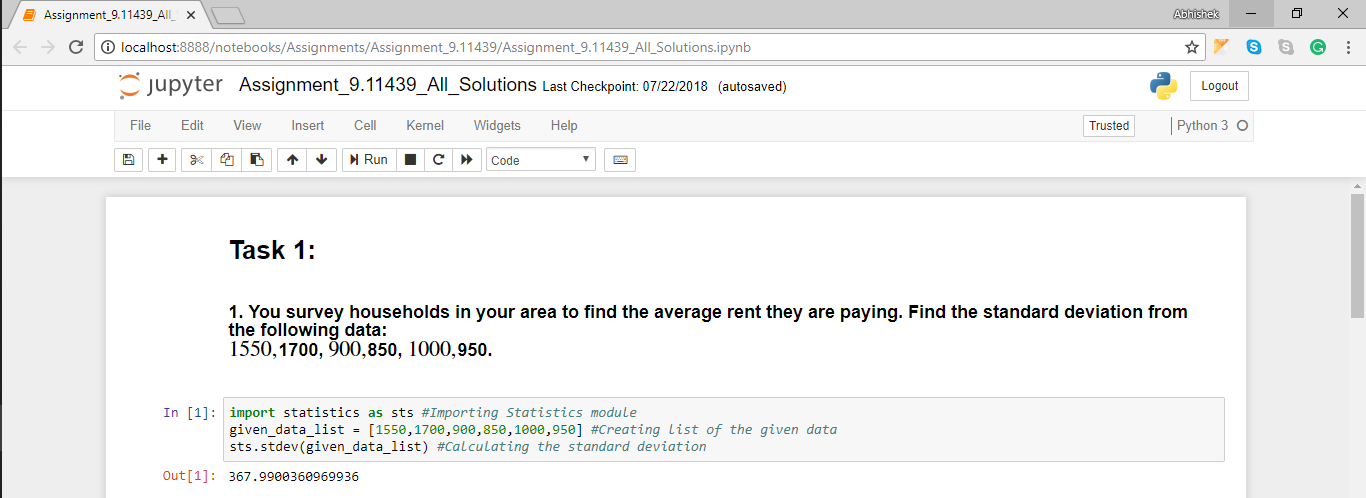 Assignment_9.11439_All_
Abhishek
localhost:8888/notebooks/Assignments/Assignment_9.11439/Assignment_9.11439_All_Solutions.ipynb
jupyter Assignment_9.11439_All_Solutions Last Checkpoint: 07/22/2018 (autosaved)
Logout
File Edit View Insert Cell Kernel Widgets Help
Trusted
Python 3
Run
Code
Task 1:
1. You survey households in your area to find the average rent they are paying. Find the standard deviation from
the following data:
1550,1700, 900,850, 1000,950.
In [1]: import statistics as sts #Importing Statistics module
given_data_list = [1550,1700,900,850,1000,950] #Creating list of the given data
sts.stdev(given_data_list) #Calculating the standard deviation
Out[1]: 367.9900360969936